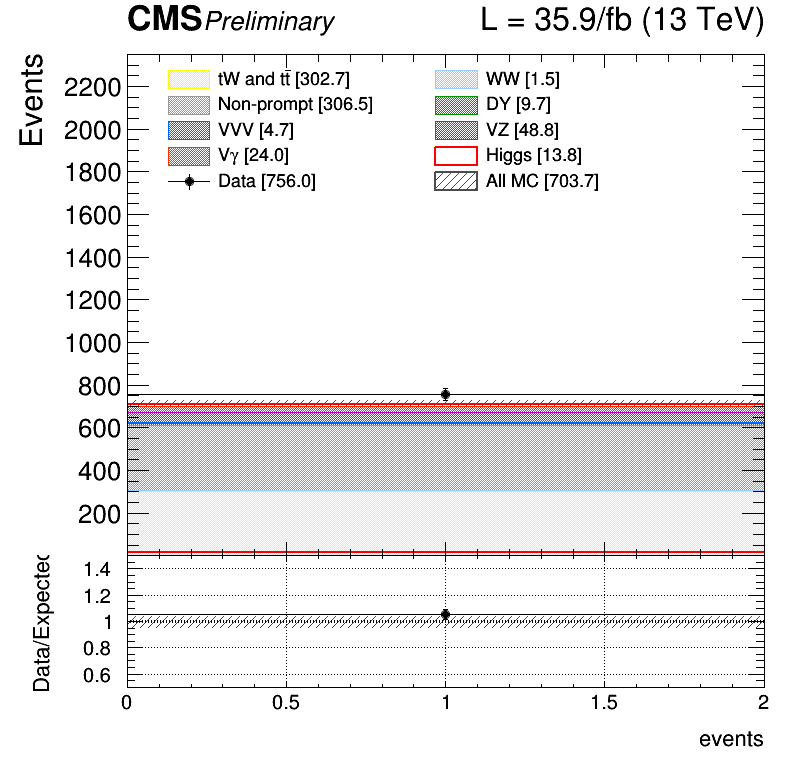 CMS Preliminary L = 35.9/fb (13 TeV)
Events
2200
2000
1800
1600
1400
1200
1000
800
600
400
200
tW and tt̄ [302.7] WW [1.5]
Non-prompt [306.5] DY [9.7]
VVV [4.7] VZ [48.8]
Vγ [24.0] Higgs [13.8]
Data [756.0] All MC [703.7]
Data/Expected
1.4
1.2
1
0.8
0.6
0 0.5 1 1.5 2
events